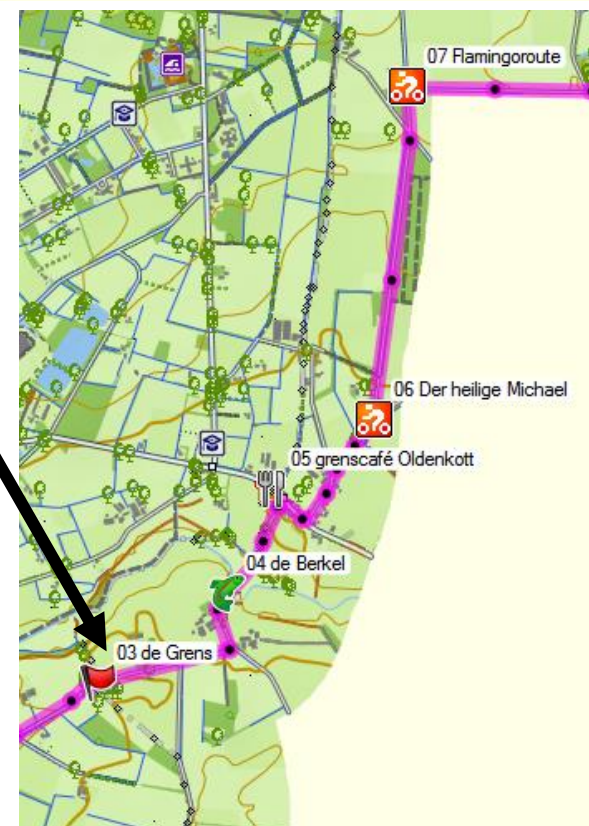 07 Flamingoroute
06 Der heilige Michael
05 grenscafé Oldenkott
04 de Berkel
03 de Grens